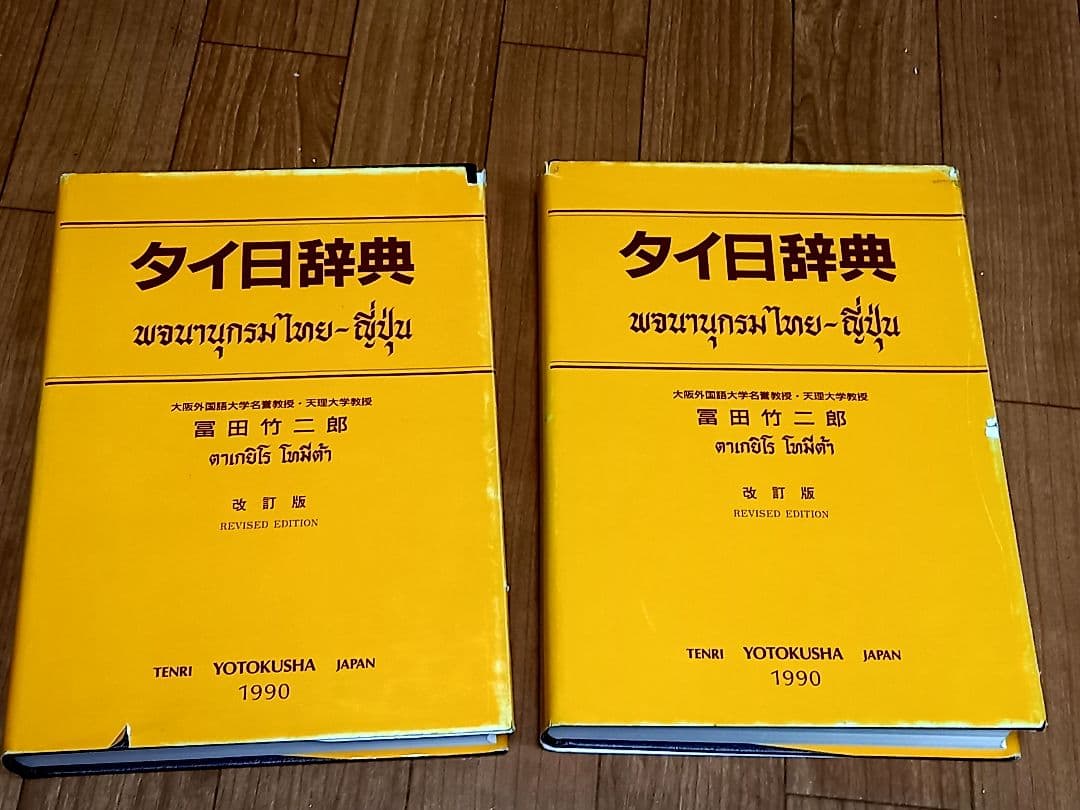 タイ日辞典
พจนานุกรม ไทย~ญี่ปุ่น
大阪外国語大学名誉教授・天理大学教授
冨田竹二郎
ตาเกยิโร โทมีต้า
改訂版
REVISED EDITION
TENRI YOTOKUSHA JAPAN
1990
タイ日辞典
พจนานุกรม ไทย~ญี่ปุ่น
大阪外国語大学名誉教授・天理大学教授
冨田竹二郎
ตาเกยิโร โทมีต้า
改訂版
REVISED EDITION
TENRI YOTOKUSHA JAPAN
1990